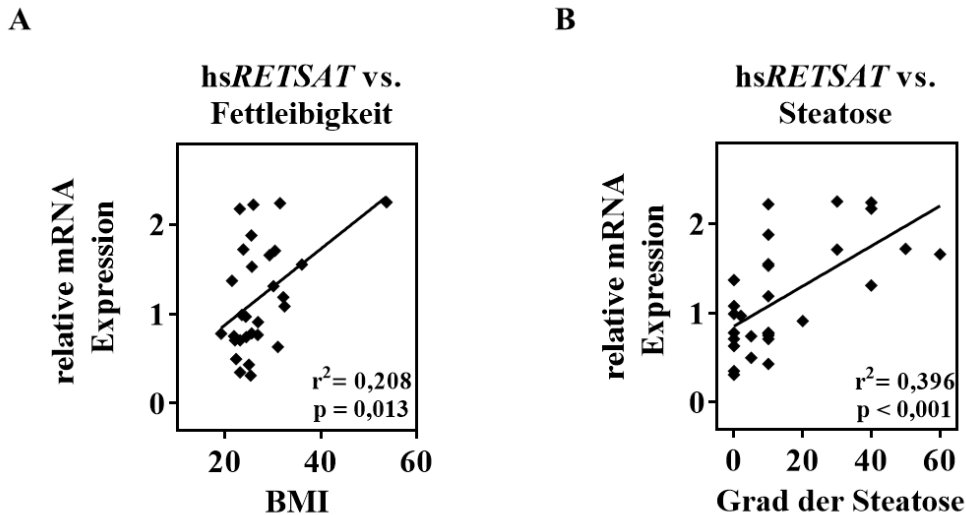 A
hsRETSAT vs.
Fettleibigkeit
relative mRNA
Expression
2
1
0
r²= 0,208
p = 0,013
20
40
60
BMI
B
hsRETSAT vs.
Steatose
relative mRNA
Expression
2
1
0
r²= 0,396
p < 0,001
0
20
40
60
Grad der Steatose